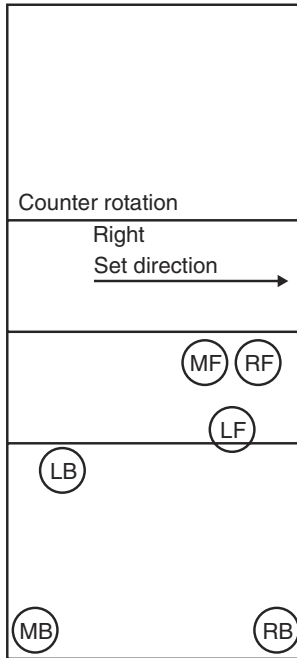 Counter rotation
Right
Set direction
MF RF
LF
LB
MB RB